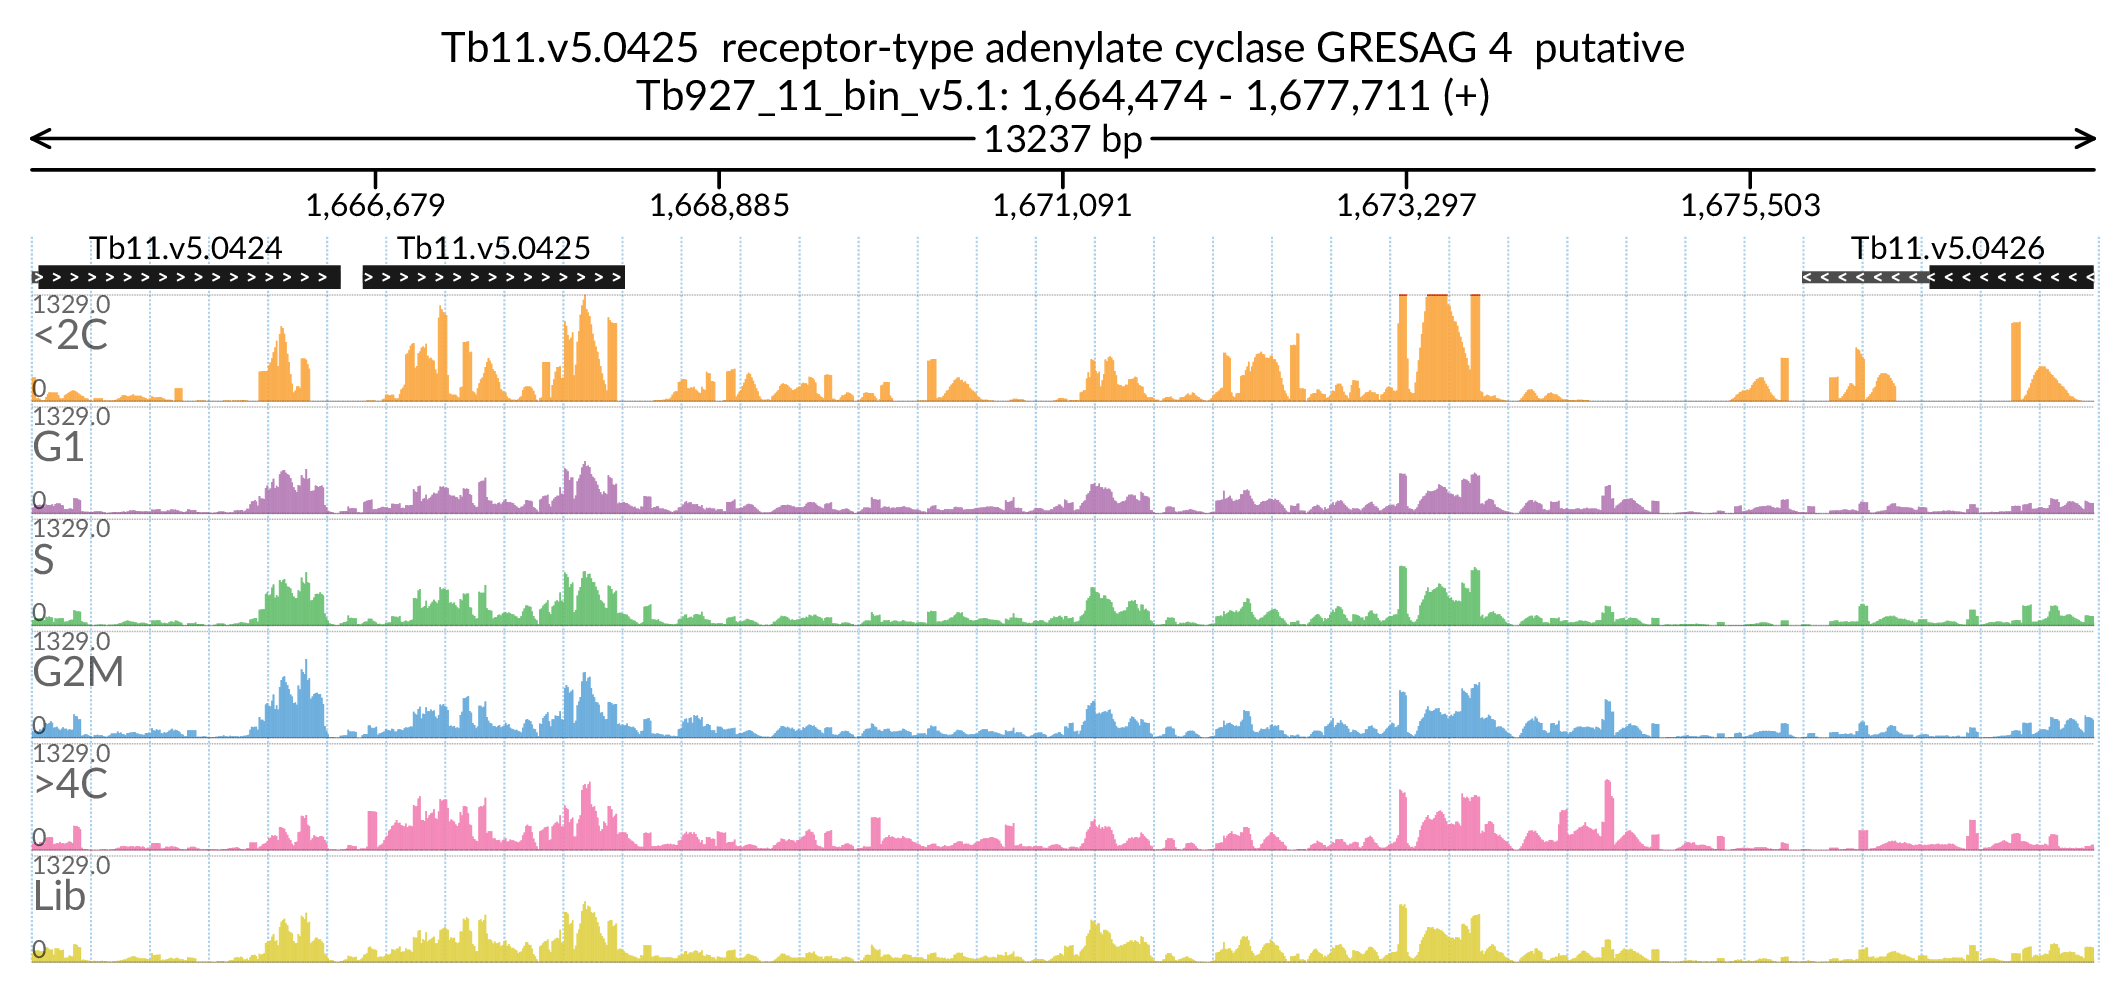 Tb11.v5.0425 receptor-type adenylate cyclase GRESAG 4 putative
Tb927_11_bin_v5.1: 1,664,474 - 1,677,711 (+)
13237 bp
1,666,679 1,668,885 1,671,091 1,673,297 1,675,503
Tb11.v5.0424 Tb11.v5.0425 Tb11.v5.0426
1329.0
<2C
0
1329.0
G1
0
1329.0
S
0
1329.0
G2M
0
1329.0
>4C
0
1329.0
Lib
0